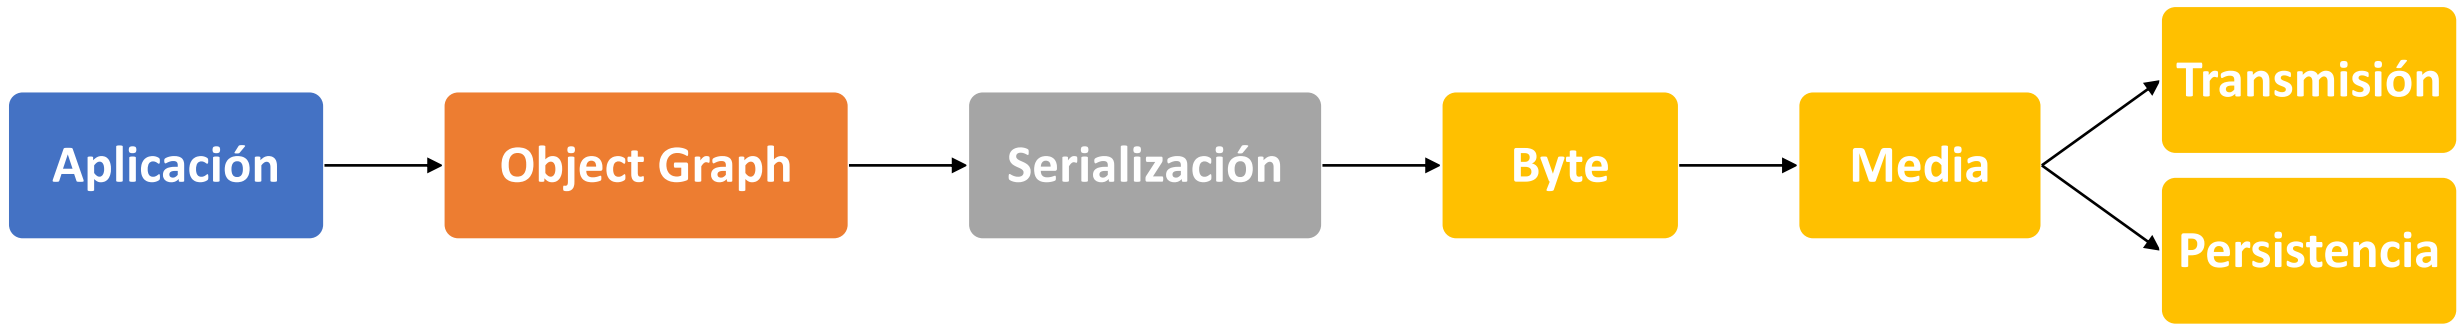 Aplicación
Object Graph
Serialización
Byte
Media
Transmisión
Persistencia